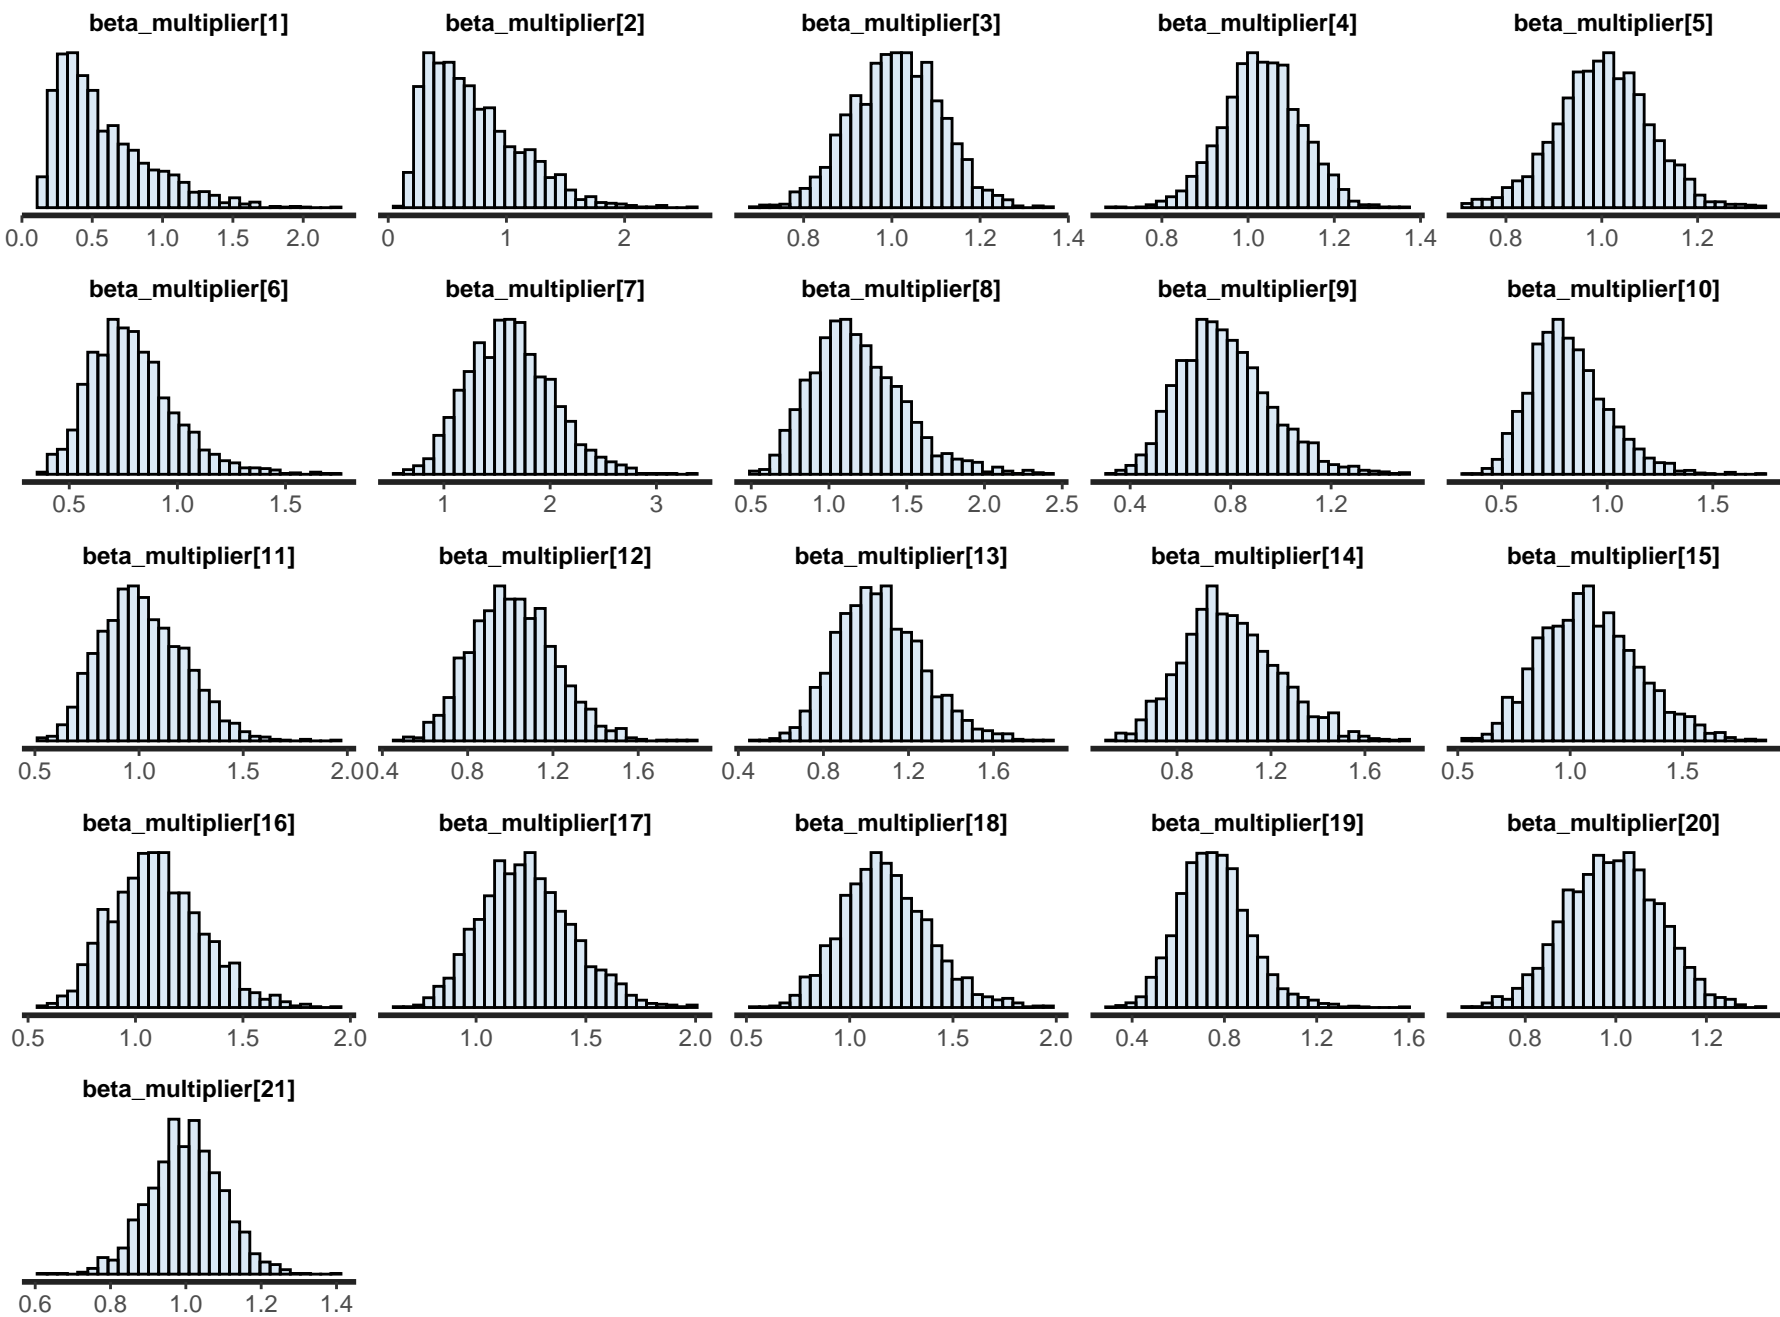 beta_multiplier[1] beta_multiplier[2] beta_multiplier[3] beta_multiplier[4] beta_multiplier[5]
0.0 0.5 1.0 1.5 2.0 0 1 2 0.8 1.0 1.2 1.4 0.8 1.0 1.2 1.4 0.8 1.0 1.2
beta_multiplier[6] beta_multiplier[7] beta_multiplier[8] beta_multiplier[9] beta_multiplier[10]
0.5 1.0 1.5 1 2 3 0.5 1.0 1.5 2.0 2.5 0.4 0.8 1.2 0.5 1.0 1.5
beta_multiplier[11] beta_multiplier[12] beta_multiplier[13] beta_multiplier[14] beta_multiplier[15]
0.5 1.0 1.5 2.0 0.4 0.8 1.2 1.6 0.4 0.8 1.2 1.6 0.8 1.2 1.6 0.5 1.0 1.5
beta_multiplier[16] beta_multiplier[17] beta_multiplier[18] beta_multiplier[19] beta_multiplier[20]
0.5 1.0 1.5 2.0 1.0 1.5 2.0 0.5 1.0 1.5 2.0 0.4 0.8 1.2 1.6 0.8 1.0 1.2
beta_multiplier[21]
0.6 0.8 1.0 1.2 1.4